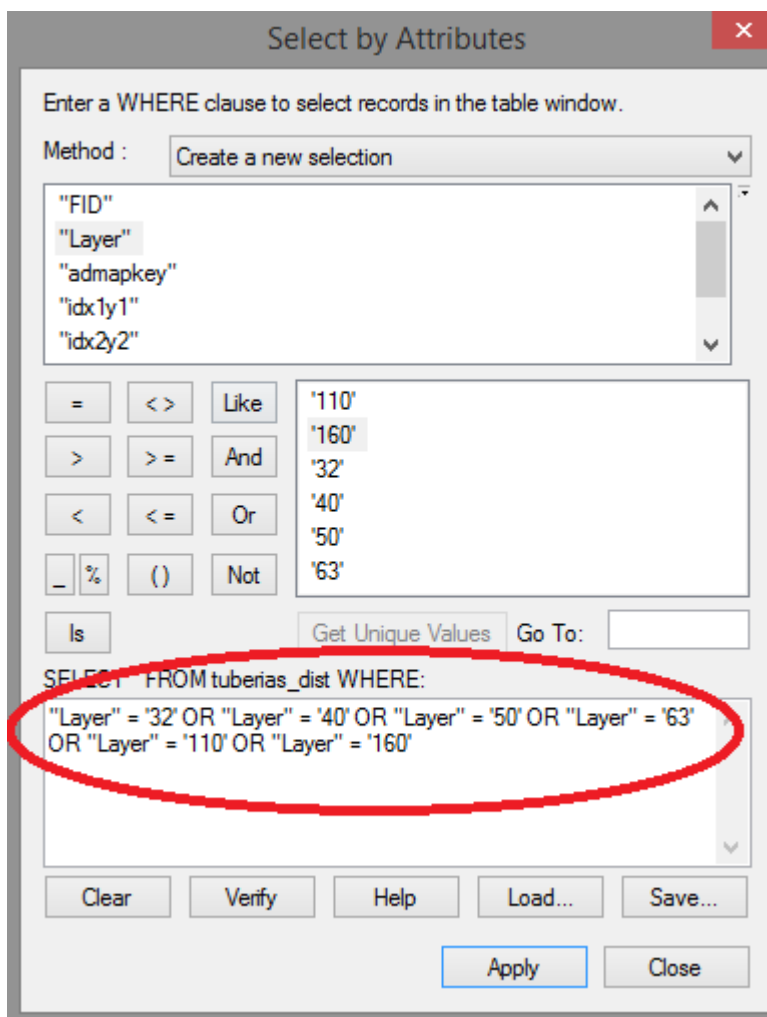 Select by Attributes
Enter a WHERE clause to select records in the table window.
Method : Create a new selection
"FID"
"Layer"
"admapkey"
"idx1y1"
"idx2y2"
= < > Like
> > = And
< < = Or
_ % ( ) Not
Is
'110'
'160'
'32'
'40'
'50'
'63'
Get Unique Values Go To:
SELECT * FROM tuberias_dist WHERE:
"Layer" = '32' OR "Layer" = '40' OR "Layer" = '50' OR "Layer" = '63'
OR "Layer" = '110' OR "Layer" = '160'
Clear Verify Help Load... Save...
Apply Close